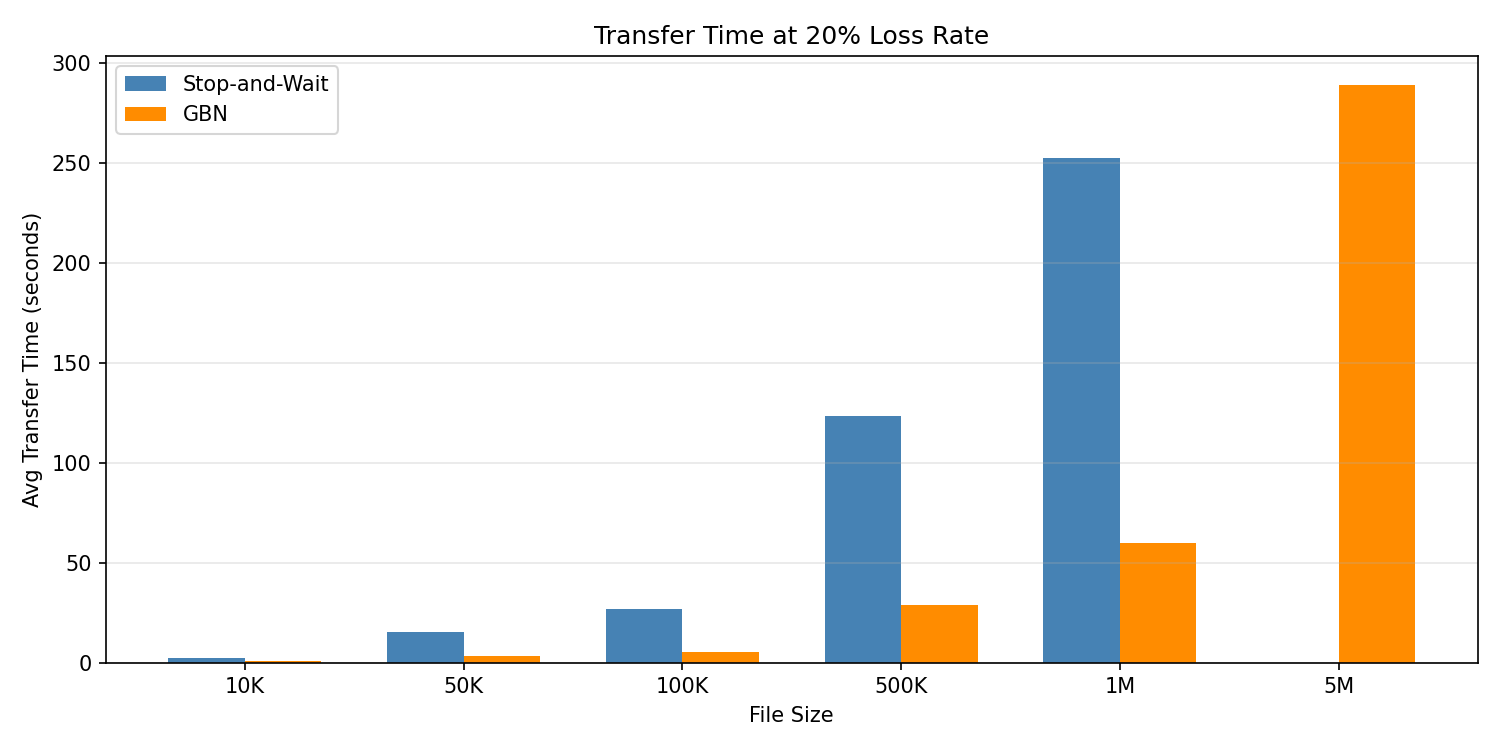 Transfer Time at 20% Loss Rate
Stop-and-Wait
GBN
Avg Transfer Time (seconds)
300
250
200
150
100
50
0
10K 50K 100K 500K 1M 5M
File Size